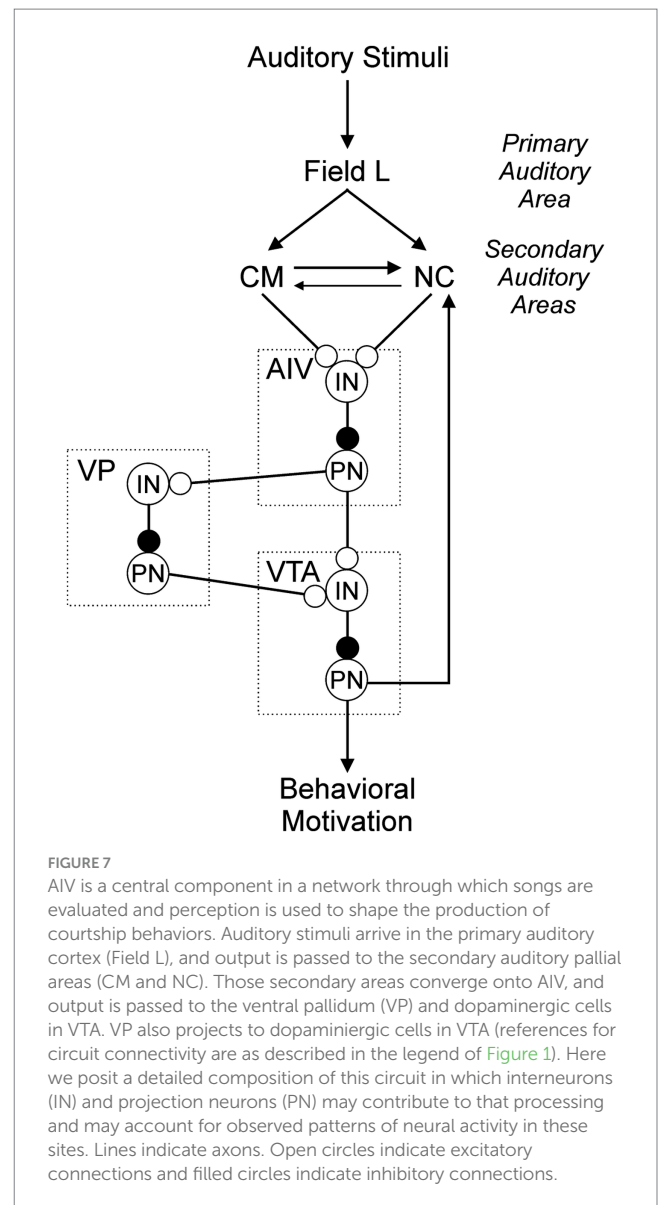 Auditory Stimuli
Field L
Primary
Auditory
Area
CM
NC
Secondary
Auditory
Areas
AIV
IN
PN
VP
IN
PN
VTA
IN
PN
Behavioral
Motivation
FIGURE 7
AIV is a central component in a network through which songs are
evaluated and perception is used to shape the production of
courtship behaviors. Auditory stimuli arrive in the primary auditory
cortex (Field L), and output is passed to the secondary auditory pallial
areas (CM and NC). Those secondary areas converge onto AIV, and
output is passed to the ventral pallidum (VP) and dopaminergic cells
in VTA. VP also projects to dopaminiergic cells in VTA (references for
circuit connectivity are as described in the legend of Figure 1). Here
we posit a detailed composition of this circuit in which interneurons
(IN) and projection neurons (PN) may contribute to that processing
and may account for observed patterns of neural activity in these
sites. Lines indicate axons. Open circles indicate excitatory
connections and filled circles indicate inhibitory connections.